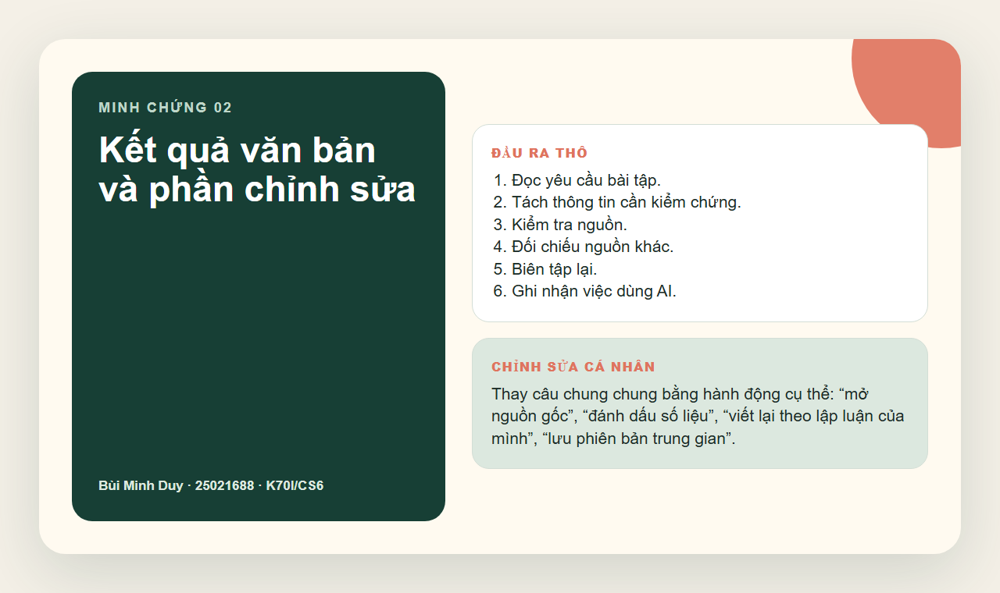 MINH CHỨNG 02
Kết quả văn bản
và phần chỉnh sửa
Bùi Minh Duy · 25021688 · K70I/CS6
ĐẦU RA THÔ
1. Đọc yêu cầu bài tập.
2. Tách thông tin cần kiểm chứng.
3. Kiểm tra nguồn.
4. Đối chiếu nguồn khác.
5. Biên tập lại.
6. Ghi nhận việc dùng AI.
CHỈNH SỬA CÁ NHÂN
Thay câu chung chung bằng hành động cụ thể: “mở
nguồn gốc”, “đánh dấu số liệu”, “viết lại theo lập luận của
mình”, “lưu phiên bản trung gian”.